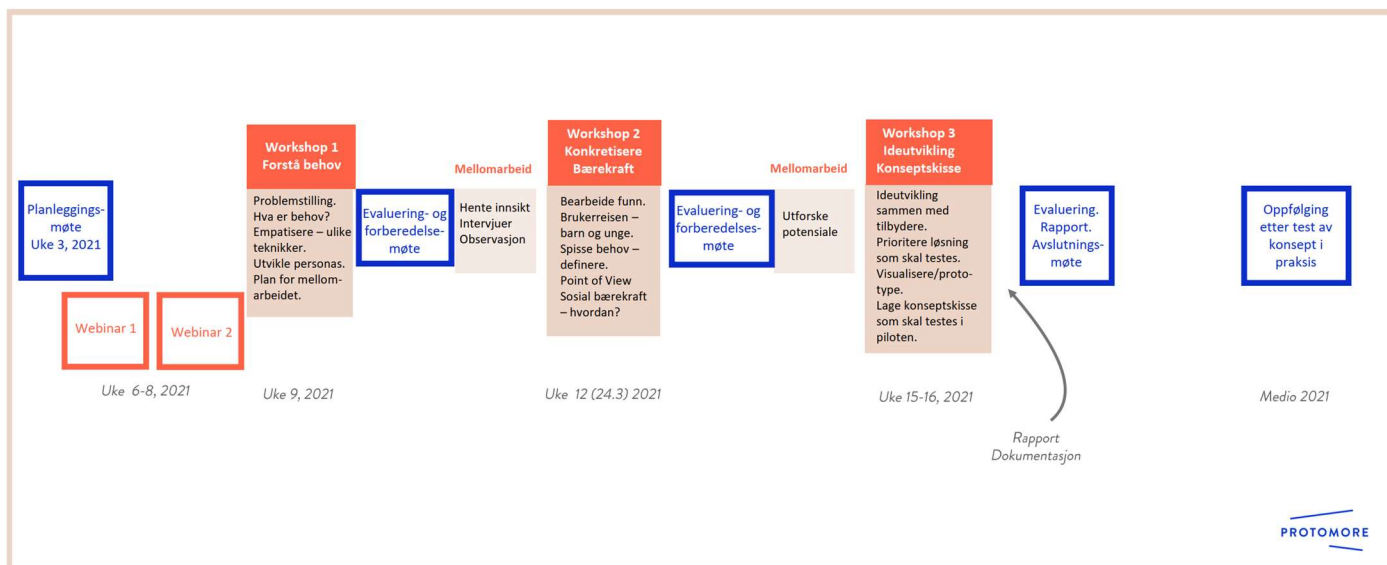 Planleggings-
møte
Uke 3, 2021
Webinar 1
Webinar 2
Uke 6-8, 2021
Workshop 1
Forstå behov
Problemstilling.
Hva er behov?
Empatisere – ulike
teknikker.
Utvikle personas.
Plan for mellom-
arbeidet.
Uke 9, 2021
Evaluering- og
forberedelse-
møte
Mellomarbeid
Hente innsikt
Intervjuer
Observasjon
Workshop 2
Konkretisere
Bærekraft
Bearbeide funn.
Brukerreisen –
barn og unge.
Spisse behov –
definere.
Point of View
Sosial bærekraft
– hvordan?
Uke 12 (24.3) 2021
Evaluering- og
forberedelses-
møte
Mellomarbeid
Utforske
potensiale
Workshop 3
Ideutvikling
Konseptskisse
Ideutvikling
sammen med
tilbydere.
Prioritere løsning
som skal testes.
Visualisere/proto-
type.
Lage konseptskisse
som skal testes i
piloten.
Uke 15-16, 2021
Evaluering.
Rapport.
Avslutnings-
møte
Rapport
Dokumentasjon
Oppfølging
etter test av
konsept i
praksis
Medio 2021
PROTOMORE